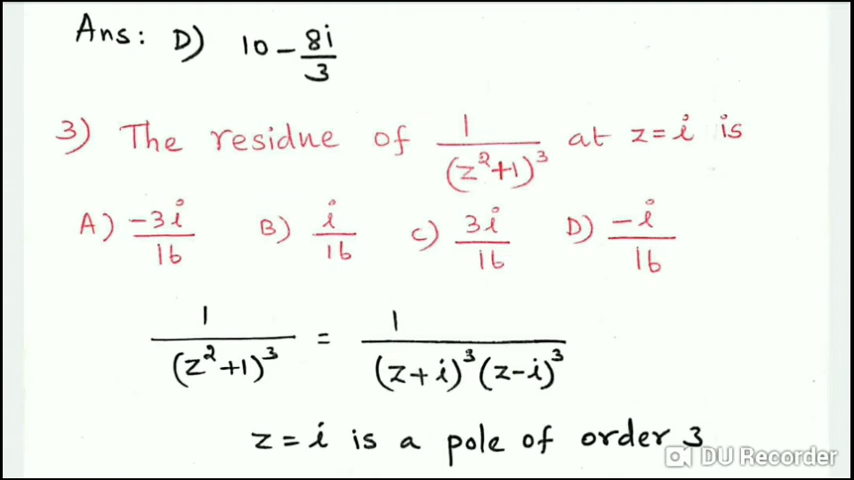 Ans: D) 10 - 8i/3
3) The residue of 1/(z²+1)³ at z=i is
A) -3i/16 B) i/16 C) 3i/16 D) -i/16
1/(z²+1)³ = 1/((z+i)³(z-i)³)
z=i is a pole of order 3
DU Recorder